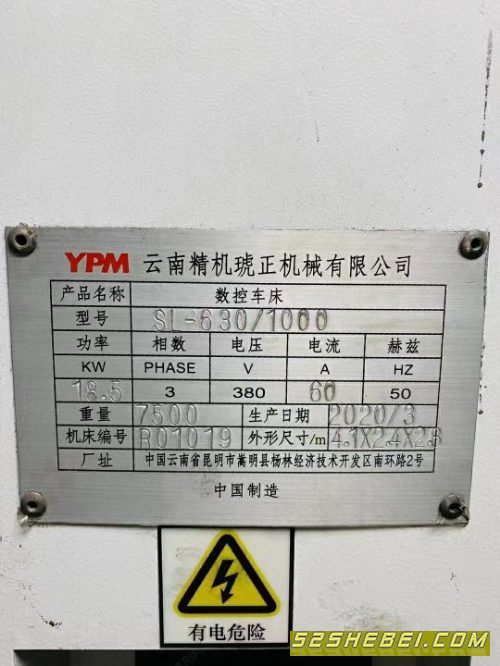 YPM 云南精机琥正机械有限公司
产品名称 数控车床
型号 SL-630/1000
功率 相数 电压 电流 赫兹
KW PHASE V A HZ
18.5 3 380 60 50
重量 7500 生产日期 2020/3
机床编号 R01019 外形尺寸/m 4.1X2.4X2.3
厂址 中国云南省昆明市嵩明县杨林经济技术开发区南环路2号
中国制造
有电危险
52SHEBEI.COM